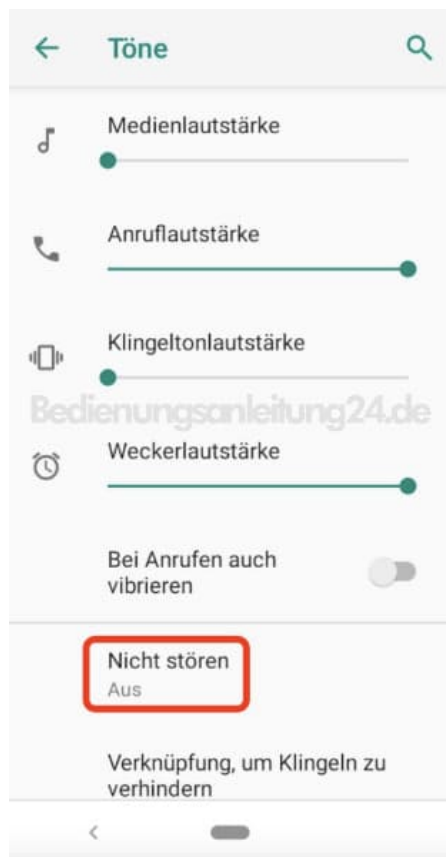 Töne
Medienlautstärke
Anruflautstärke
Klingeltonlautstärke
Bedienungsanleitung24.de
Weckerlautstärke
Bei Anrufen auch
vibrieren
Nicht stören
Aus
Verknüpfung, um Klingeln zu
verhindern